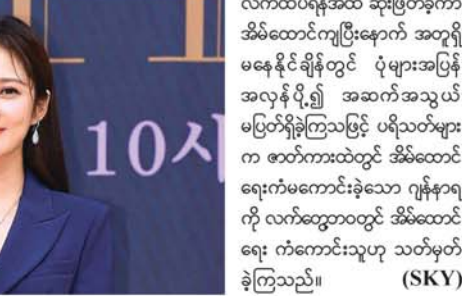 လက်ထပ်ရန်အထိ ဆုံးဖြတ်ခဲ့ကာ
အိမ်ထောင်ကျပြီးနောက် အတူရှိ
မနေနိုင်ချိန်တွင် ပုံများအပြန်
အလှန်ပို့၍ အဆက်အသွယ်
မပြတ်ရှိခဲ့ကြသဖြင့် ပရိသတ်များ
က ဇာတ်ကားထဲတွင် အိမ်ထောင်
ရေးကံမကောင်းခဲ့သော ဂျန်နာရ
ကို လက်တွေ့ဘဝတွင် အိမ်ထောင်
ရေး ကံကောင်းသူဟု သတ်မှတ်
ခဲ့ကြသည်။ (SKY)
10시